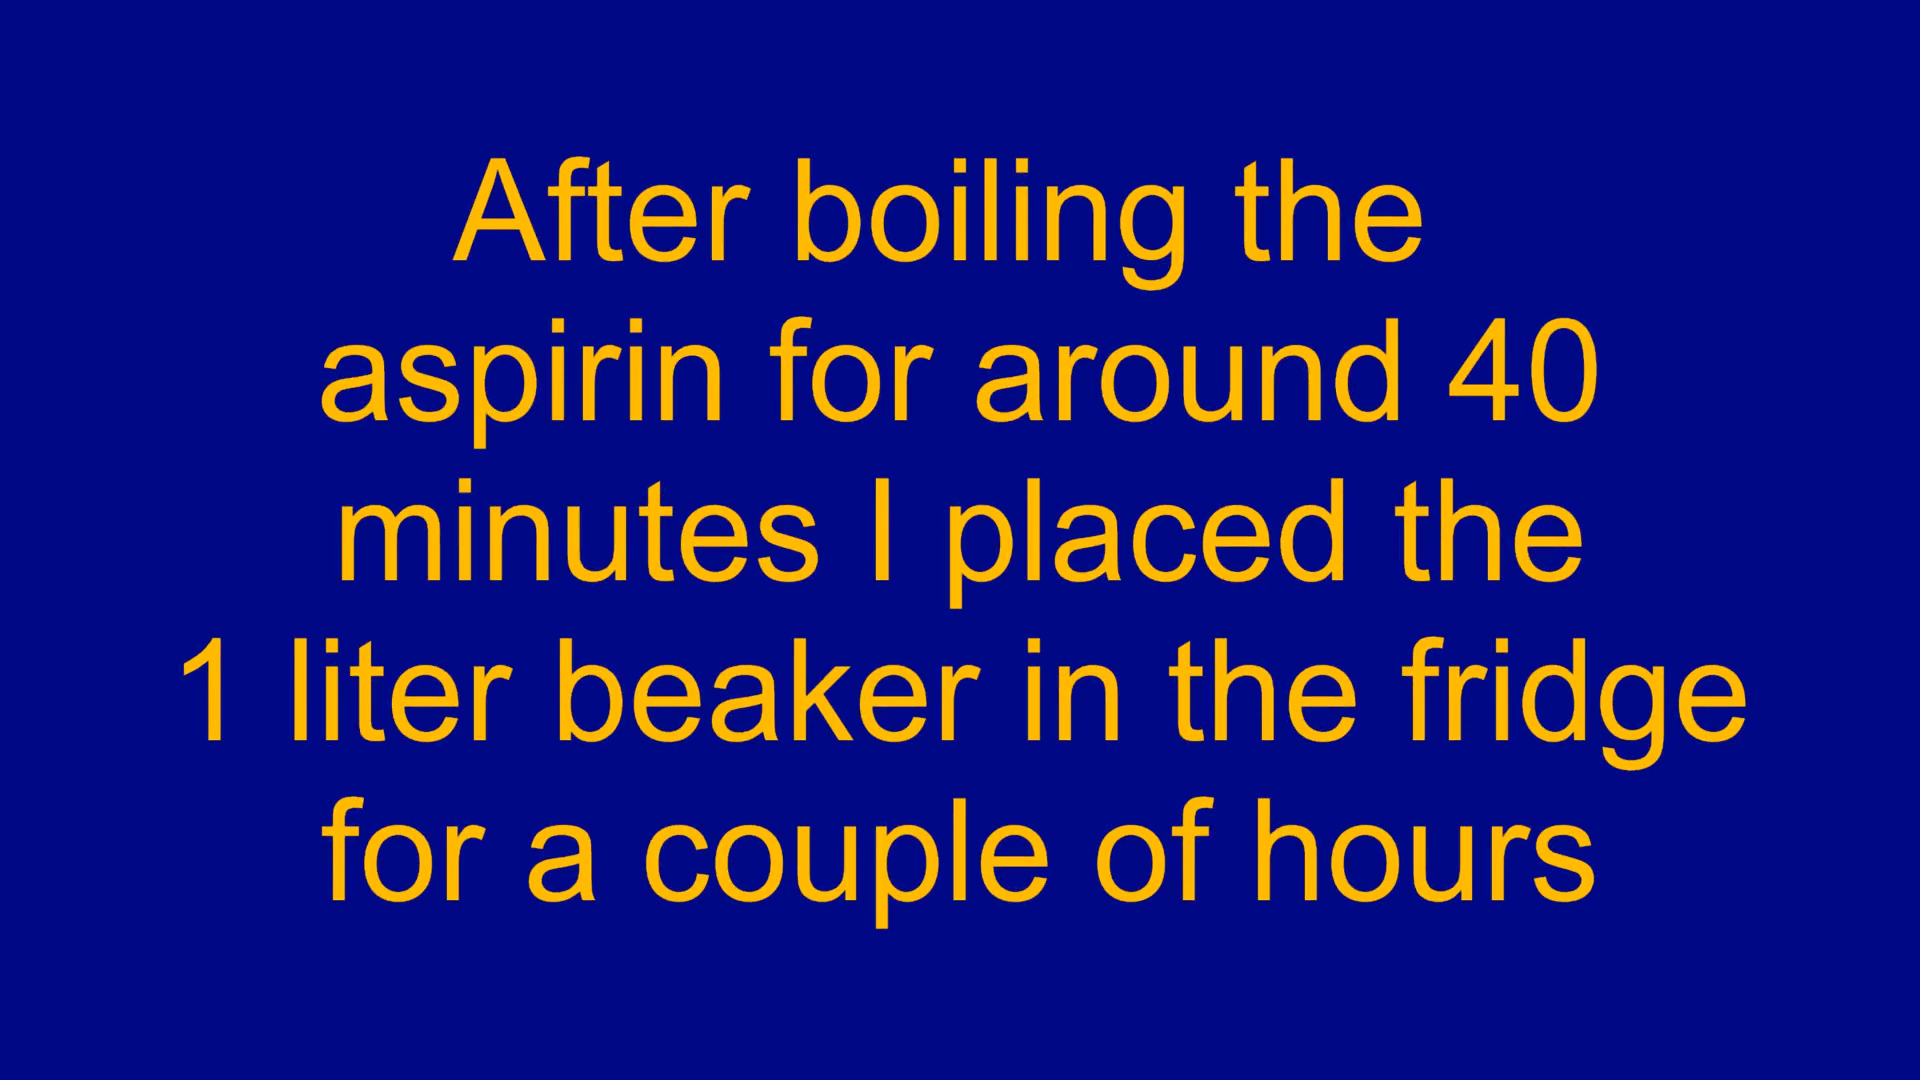 After boiling the
aspirin for around 40
minutes I placed the
1 liter beaker in the fridge
for a couple of hours